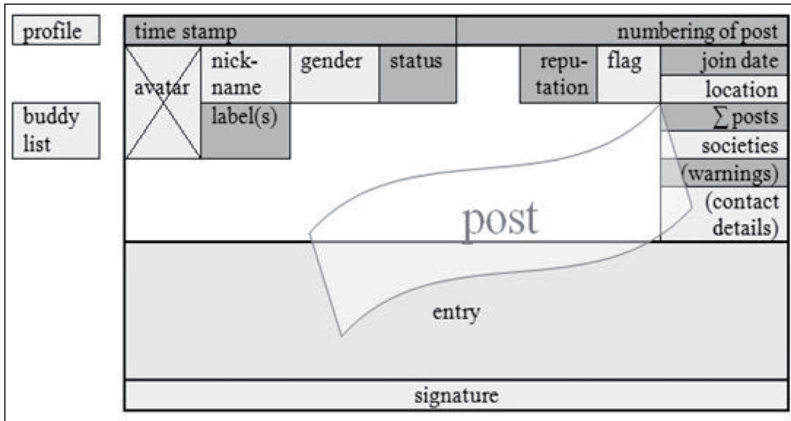 profile
time stamp
numbering of post
avatar
nick-
name
gender
status
repu-
tation
flag
join date
location
buddy
list
label(s)
∑ posts
societies
(warnings)
(contact
details)
post
entry
signature